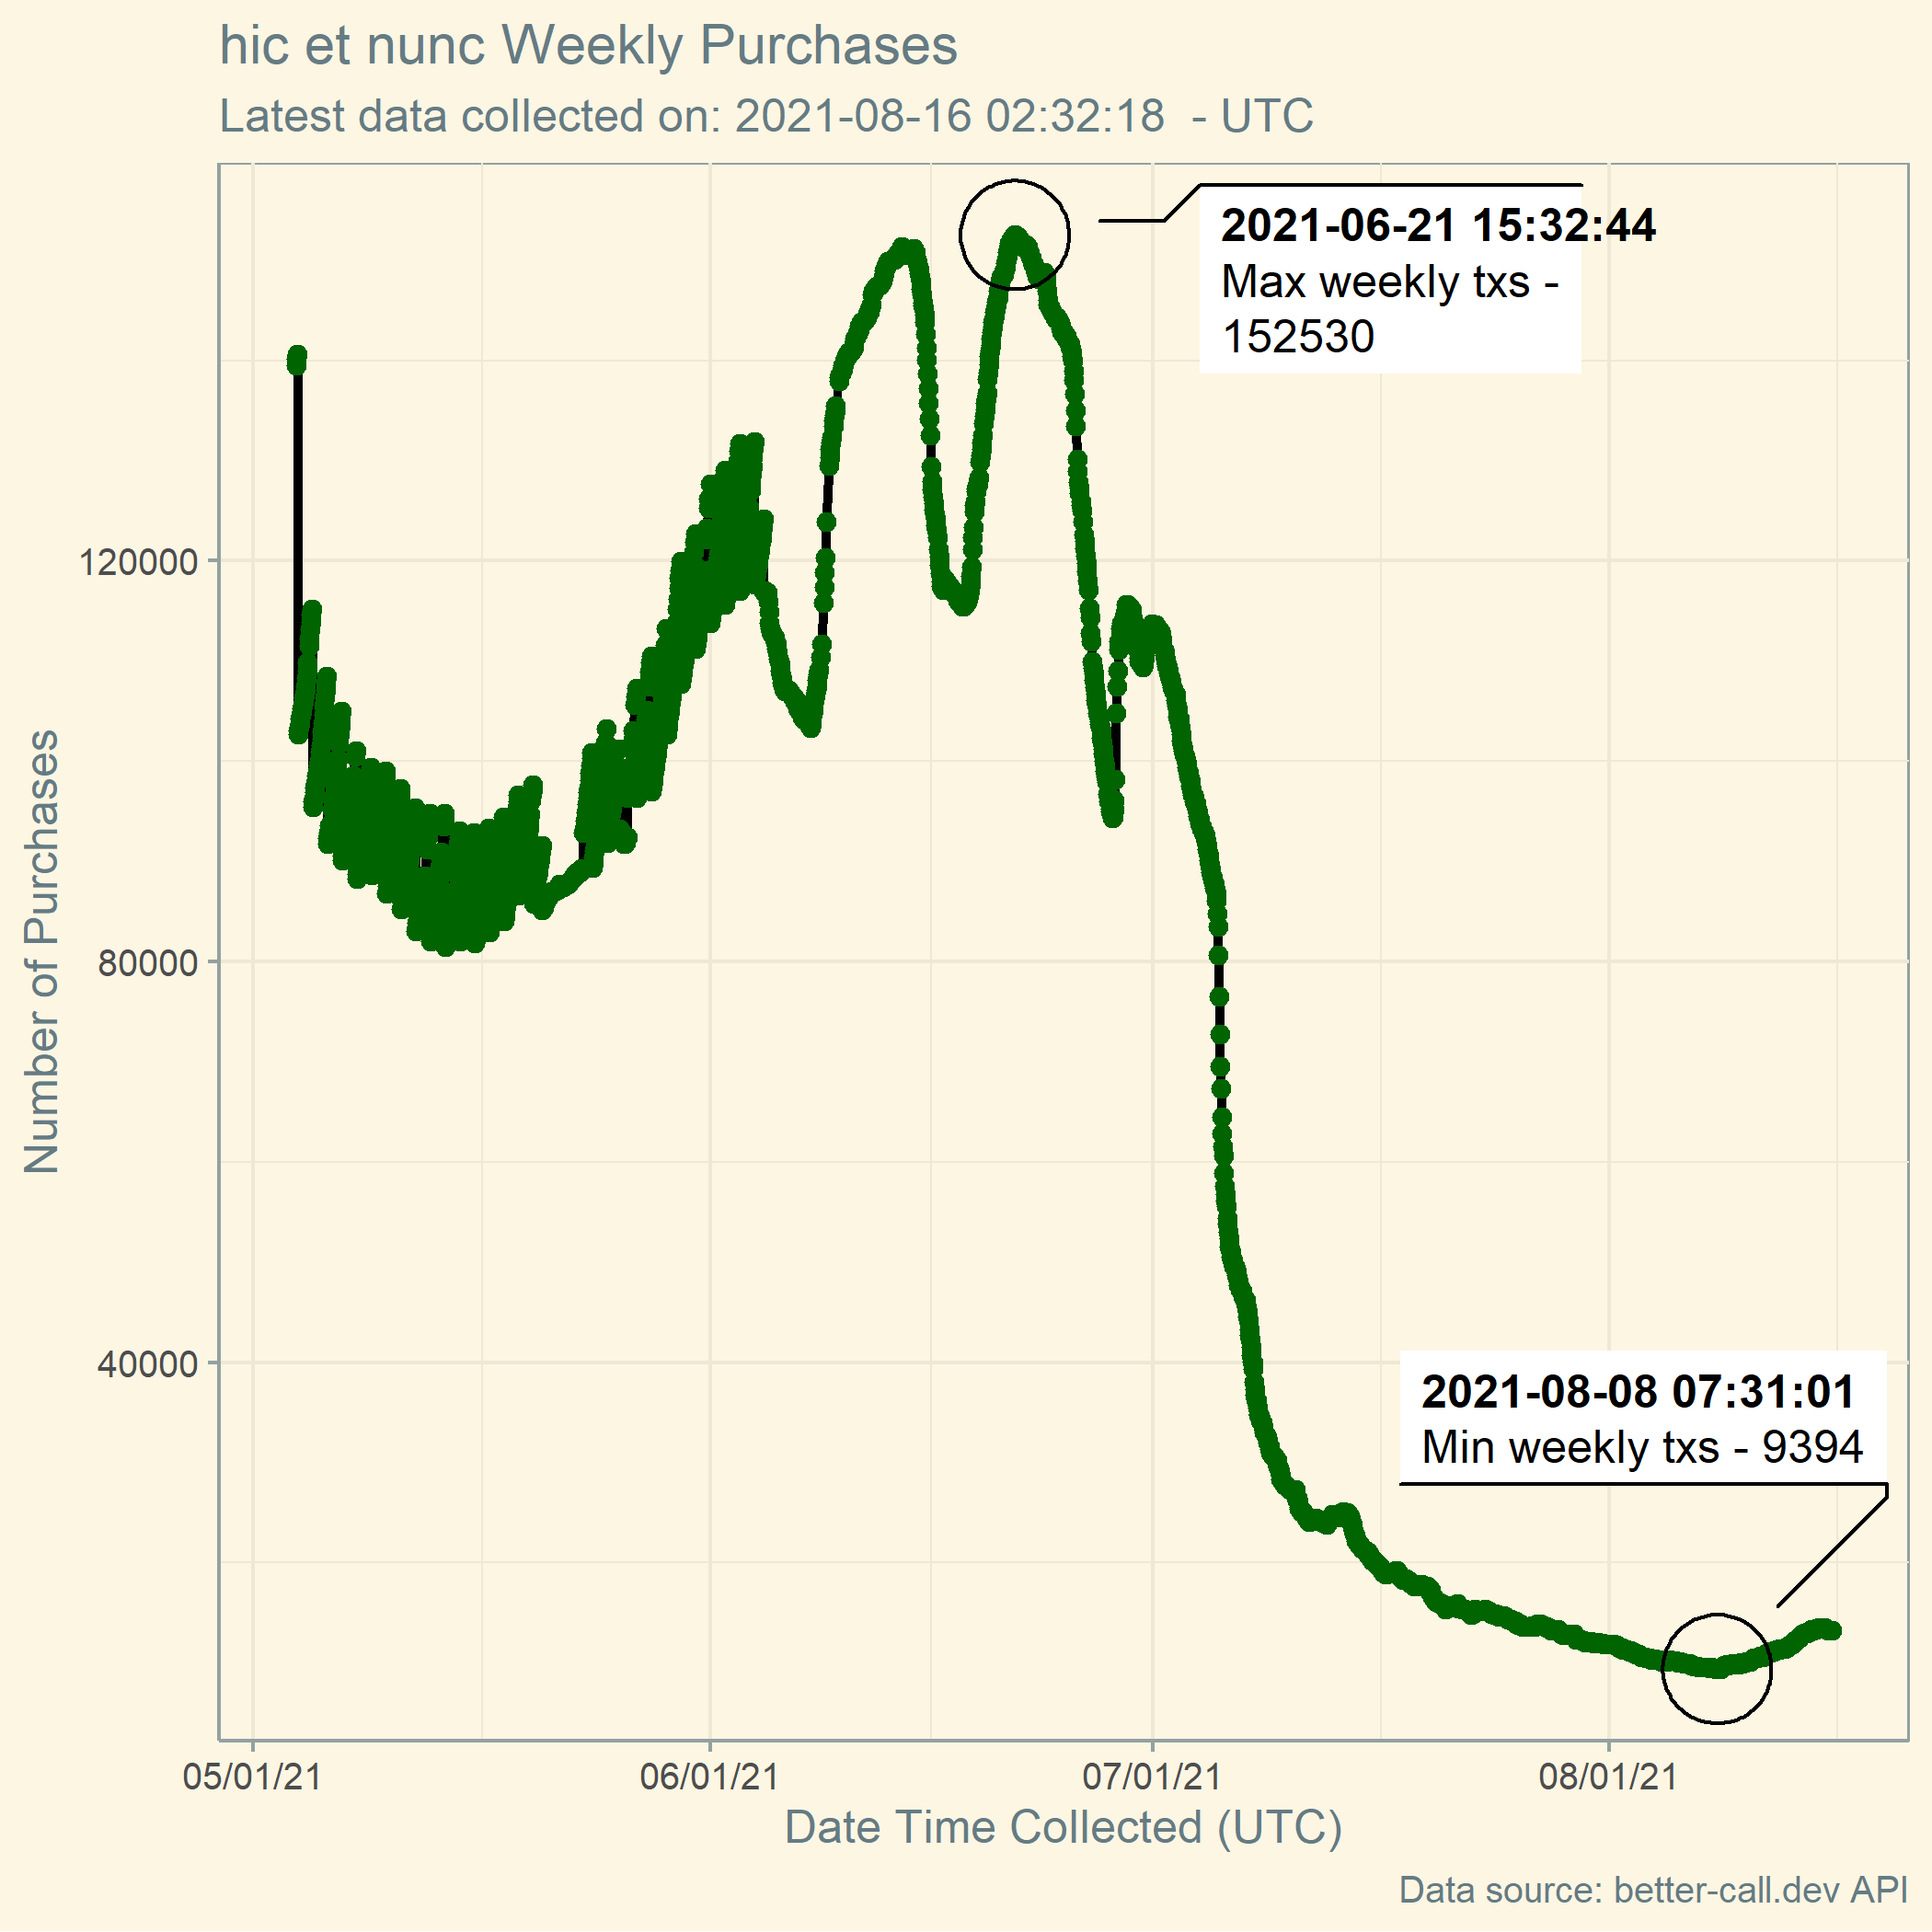 hic et nunc Weekly Purchases
Latest data collected on: 2021-08-16 02:32:18  - UTC
2021-06-21 15:32:44
Max weekly txs -
152530
120000
80000
40000
Number of Purchases
2021-08-08 07:31:01
Min weekly txs - 9394
05/01/21 06/01/21 07/01/21 08/01/21
Date Time Collected (UTC)
Data source: better-call.dev API